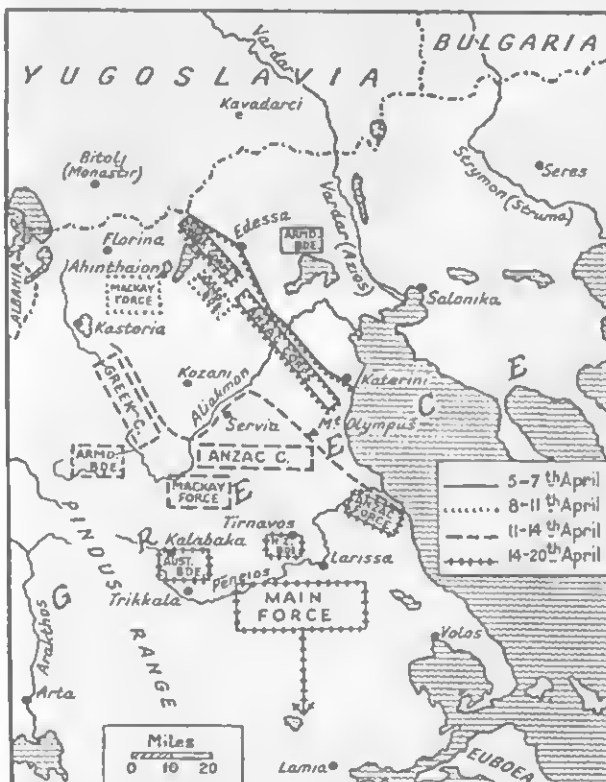 YUGOSLAVIA
BULGARIA
Vardar
Kavadarci
Bitolj
(Monastir)
Strymon (Struma)
Seres
Vardar (Axios)
Edessa
ARMD
BDE
Florina
(Ahinthaion)
MACKAY
FORCE
ALBANIA
Salonika
Kastoria
Kozani
Aliakmon
Katerini
GREEK C.
Servia
Mt Olympus
ANZAC C.
ARMD
BDE
MACKAY
FORCE
GREECE
5-7th April
8-11th April
11-14th April
14-20th April
ANZAC
FORCE
Tirnavos
N.Z.
BDE
Kalabaka
AUST.
BDE
Larissa
Peneios
Trikkala
MAIN
FORCE
PINDUS RANGE
Arakthos
Volos
Arta
Miles
0 10 20
Lamia
EUBOEA